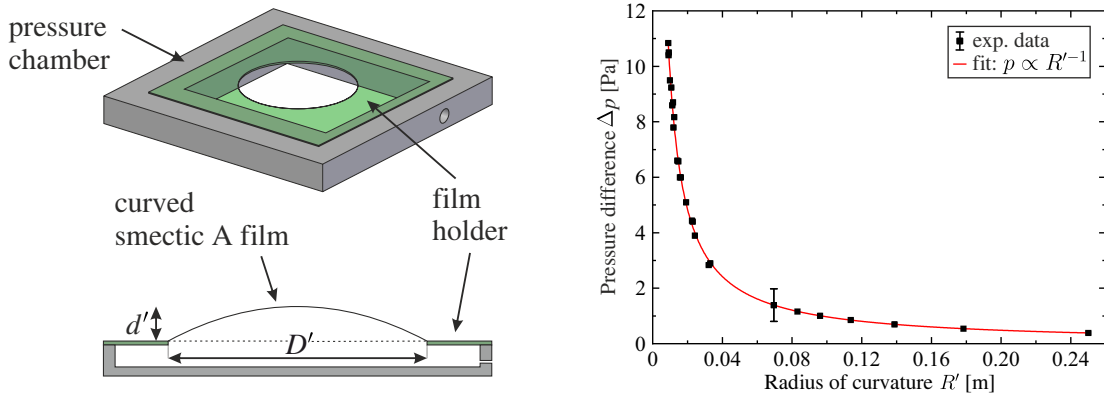 pressure
chamber
curved
smectic A film
film
holder
d′
D′
Pressure difference Δp [Pa]
12
10
8
6
4
2
0
0
0.04
0.08
0.12
0.16
0.20
0.24
Radius of curvature R′ [m]
exp. data
fit: p ∝ R′⁻¹